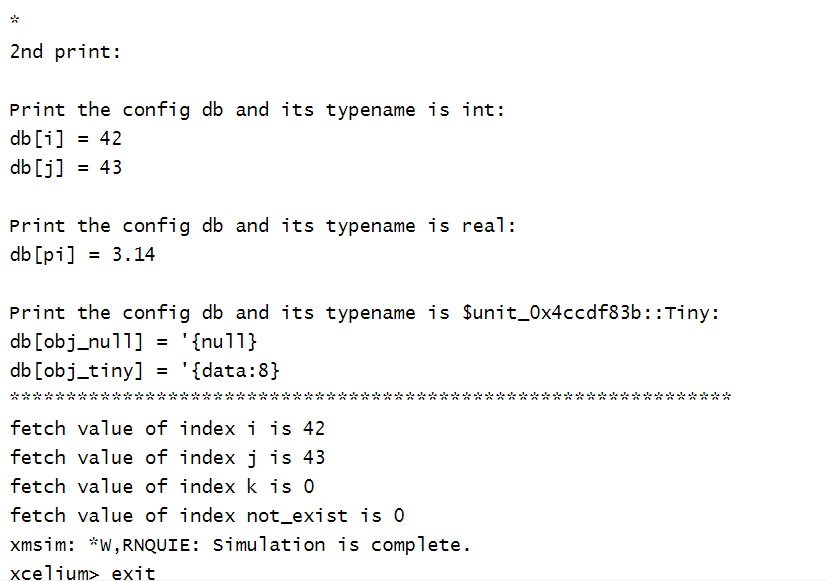 *
2nd print:
Print the config db and its typename is int:
db[i] = 42
db[j] = 43
Print the config db and its typename is real:
db[pi] = 3.14
Print the config db and its typename is $unit_0x4ccdf83b::Tiny:
db[obj_null] = '{null}
db[obj_tiny] = '{data:8}
****************************************************************
fetch value of index i is 42
fetch value of index j is 43
fetch value of index k is 0
fetch value of index not_exist is 0
xmsim: *W,RNQUIE: Simulation is complete.
xcelium> exit